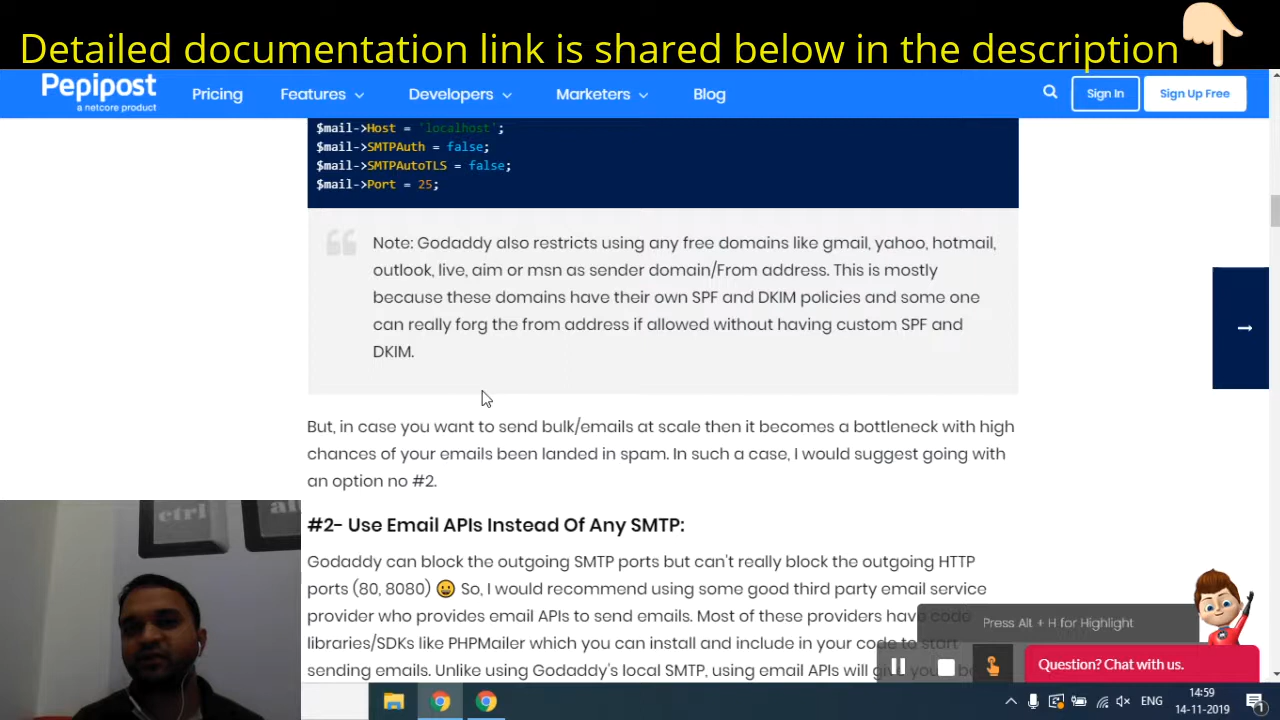 Detailed documentation link is shared below in the description
Pepipost
a netcore product
Pricing
Features
Developers
Marketers
Blog
Sign In
Sign Up Free
$mail->Host = 'localhost';
$mail->SMTPAuth = false;
$mail->SMTPAutoTLS = false;
$mail->Port = 25;
Note: Godaddy also restricts using any free domains like gmail, yahoo, hotmail,
outlook, live, aim or msn as sender domain/From address. This is mostly
because these domains have their own SPF and DKIM policies and some one
can really forg the from address if allowed without having custom SPF and
DKIM.
But, in case you want to send bulk/emails at scale then it becomes a bottleneck with high
chances of your emails been landed in spam. In such a case, I would suggest going with
an option no #2.
#2- Use Email APIs Instead Of Any SMTP:
Godaddy can block the outgoing SMTP ports but can't really block the outgoing HTTP
ports (80, 8080) 😀 So, I would recommend using some good third party email service
provider who provides email APIs to send emails. Most of these providers have code
libraries/SDKs like PHPMailer which you can install and include in your code to start
sending emails. Unlike using Godaddy's local SMTP, using email APIs will
ctrl
Press Alt + H for Highlight
Question? Chat with us.
ENG
14:59
14-11-2019
1